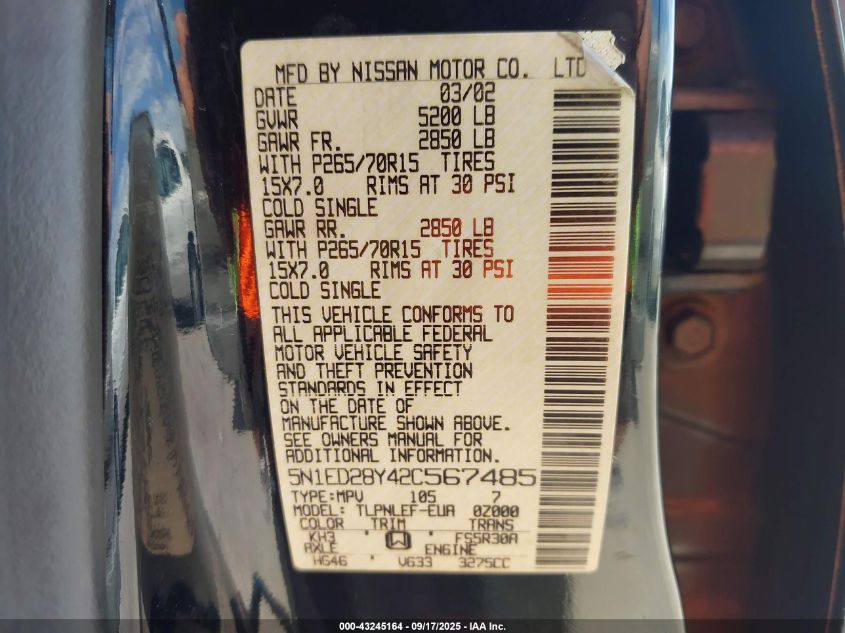 MFD BY NISSAN MOTOR CO. LTD
DATE 03/02
GVWR 5200 LB
GAWR FR. 2850 LB
WITH P265/70R15 TIRES
15X7.0 RIMS AT 30 PSI
COLD SINGLE
GAWR RR. 2850 LB
WITH P265/70R15 TIRES
15X7.0 RIMS AT 30 PSI
COLD SINGLE
THIS VEHICLE CONFORMS TO
ALL APPLICABLE FEDERAL
MOTOR VEHICLE SAFETY
AND THEFT PREVENTION
STANDARDS IN EFFECT
ON THE DATE OF
MANUFACTURE SHOWN ABOVE.
SEE OWNERS MANUAL FOR
ADDITIONAL INFORMATION.
5N1ED28Y42C567485
TYPE:MPV 105 7
MODEL: TLPNLEF-EUA 0Z000
COLOR TRIM TRANS
KH3 W FS5R30A
AXLE ENGINE
HG46 VG33 3275CC
000-43245164 - 09/17/2025 - IAA Inc.